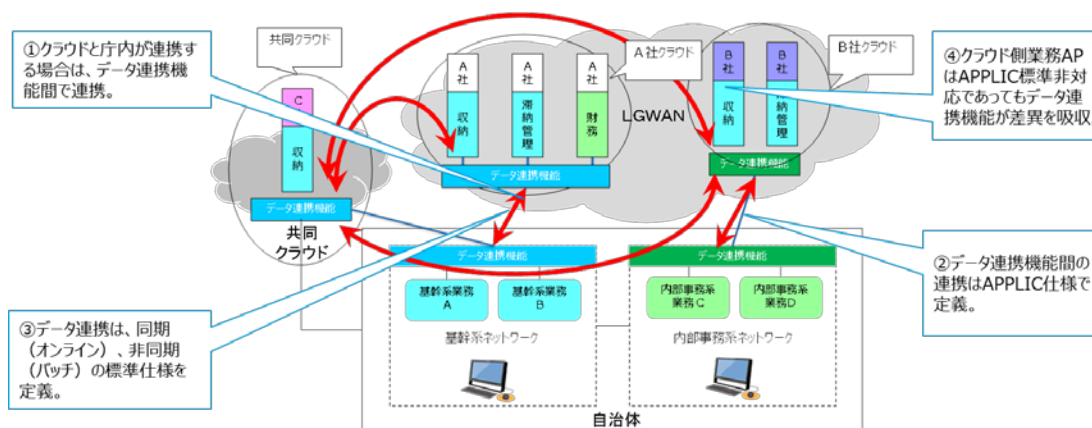 ①クラウドと庁内が連携す
る場合は、データ連携機
能間で連携。
共同クラウド
C
収納
データ連携機能
共同
クラウド
A社
収納
A社
滞納管理
A社
財務
データ連携機能
A社クラウド
LGWAN
B社
収納
B社
納管理
データ連携機能
B社クラウド
④クラウド側業務AP
はAPPLIC標準非対
応であってもデータ連
携機能が差異を吸収
②データ連携機能間の
連携はAPPLIC仕様で
定義。
③データ連携は、同期
（オンライン）、非同期
（バッチ）の標準仕様を
定義。
データ連携機能
基幹系業務
A
基幹系業務
B
基幹系ネットワーク
データ連携機能
内部事務系
業務C
内部事務系
業務D
内部事務系ネットワーク
自治体